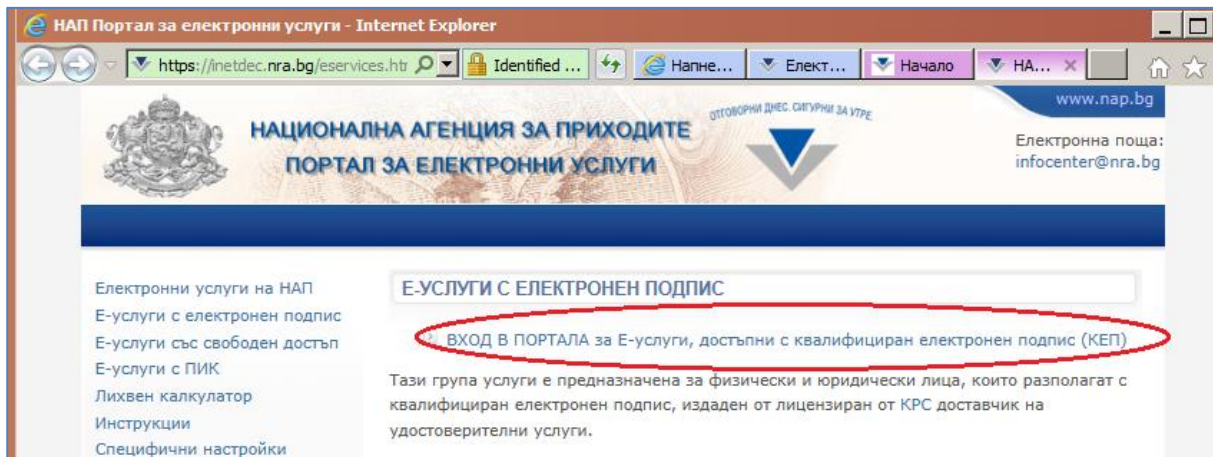 НАП Портал за електронни услуги - Internet Explorer
https://inetdec.nra.bg/eservices.htr
Identified ...
Напне...
Елект...
Начало
НА...
www.nap.bg
НАЦИОНАЛНА АГЕНЦИЯ ЗА ПРИХОДИТЕ
ПОРТАЛ ЗА ЕЛЕКТРОННИ УСЛУГИ
ОТГОВОРНИ ДНЕС. СИГУРНИ ЗА УТРЕ
Електронна поща:
infocenter@nra.bg
Електронни услуги на НАП
Е-услуги с електронен подпис
Е-услуги със свободен достъп
Е-услуги с ПИК
Лихвен калкулатор
Инструкции
Специфични настройки
Е-УСЛУГИ С ЕЛЕКТРОНЕН ПОДПИС
ВХОД В ПОРТАЛА за Е-услуги, достъпни с квалифициран електронен подпис (КЕП)
Тази група услуги е предназначена за физически и юридически лица, които разполагат с
квалифициран електронен подпис, издаден от лицензиран от КРС доставчик на
удостоверителни услуги.